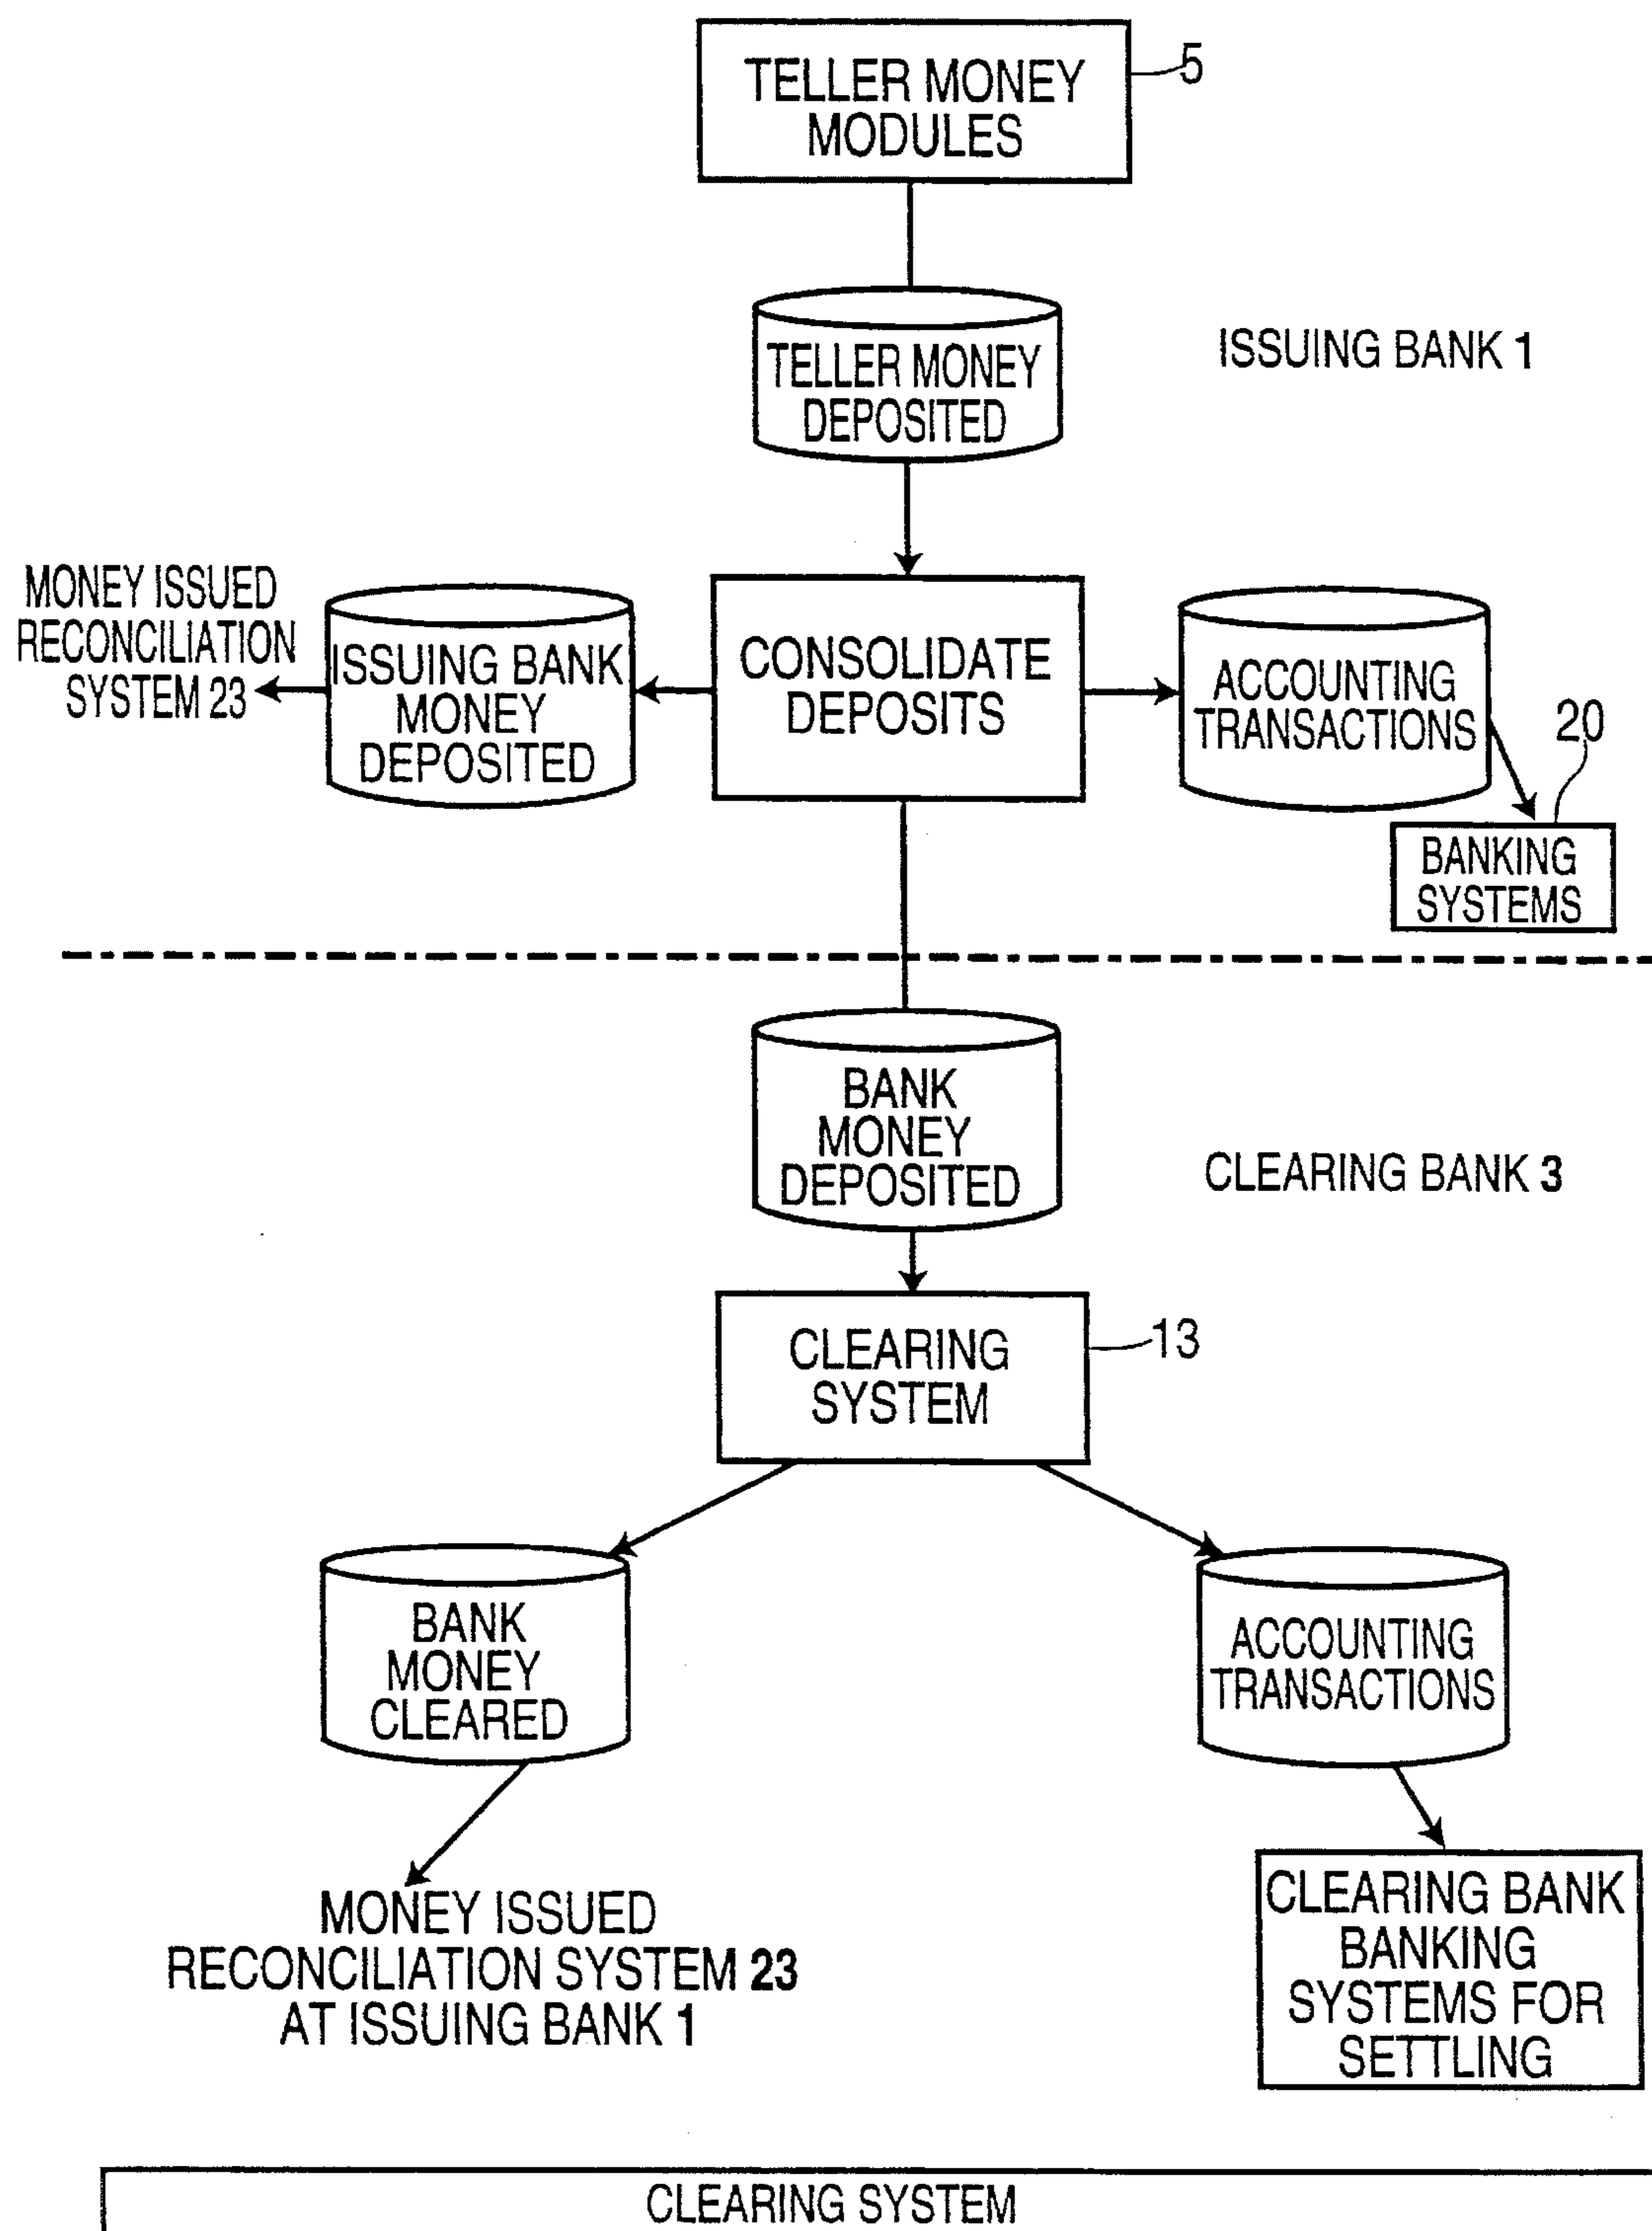 TELLER MONEY
MODULES
5
TELLER MONEY
DEPOSITED
ISSUING BANK 1
MONEY ISSUED
RECONCILIATION
SYSTEM 23
ISSUING BANK
MONEY
DEPOSITED
CONSOLIDATE
DEPOSITS
ACCOUNTING
TRANSACTIONS
20
BANKING
SYSTEMS
BANK
MONEY
DEPOSITED
CLEARING BANK 3
CLEARING
SYSTEM
13
BANK
MONEY
CLEARED
ACCOUNTING
TRANSACTIONS
MONEY ISSUED
RECONCILIATION SYSTEM 23
AT ISSUING BANK 1
CLEARING BANK
BANKING
SYSTEMS FOR
SETTLING
CLEARING SYSTEM